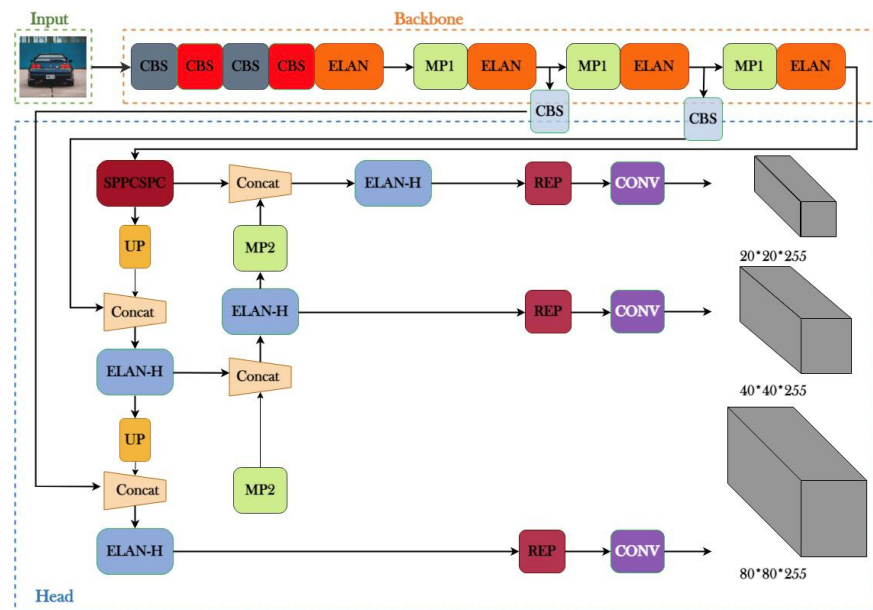 Input
Backbone
CBS CBS CBS CBS ELAN MP1 ELAN MP1 ELAN MP1 ELAN
CBS
CBS
SPPCSPC Concat ELAN-H REP CONV
UP MP2
20*20*255
Concat ELAN-H REP CONV
ELAN-H Concat
40*40*255
UP
Concat MP2
ELAN-H REP CONV
80*80*255
Head